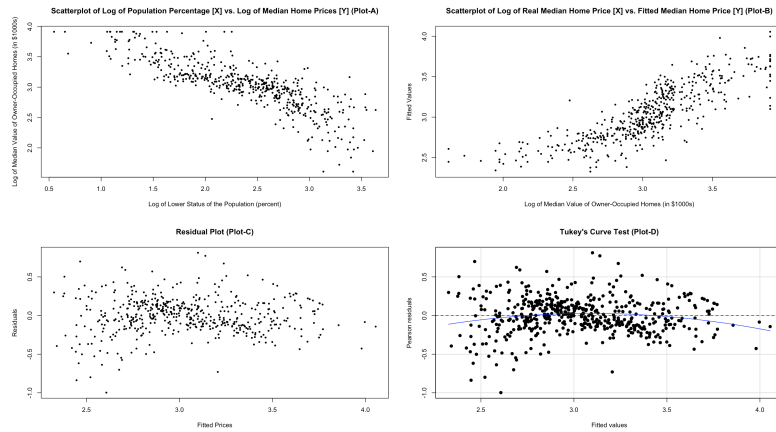 Scatterplot of Log of Population Percentage [X] vs. Log of Median Home Prices [Y] (Plot-A)
Log of Median Value of Owner-Occupied Homes (in $1000s)
4.0
3.5
3.0
2.5
2.0
0.5 1.0 1.5 2.0 2.5 3.0 3.5
Log of Lower Status of the Population (percent)
Scatterplot of Log of Real Median Home Price [X] vs. Fitted Median Home Price [Y] (Plot-B)
Fitted Values
4.0
3.5
3.0
2.5
2.0 2.5 3.0 3.5
Log of Median Value of Owner-Occupied Homes (in $1000s)
Residual Plot (Plot-C)
Residuals
0.5
0.0
-0.5
-1.0
2.5 3.0 3.5 4.0
Fitted Prices
Tukey's Curve Test (Plot-D)
Pearson residuals
0.5
0.0
-0.5
-1.0
2.5 3.0 3.5 4.0
Fitted values